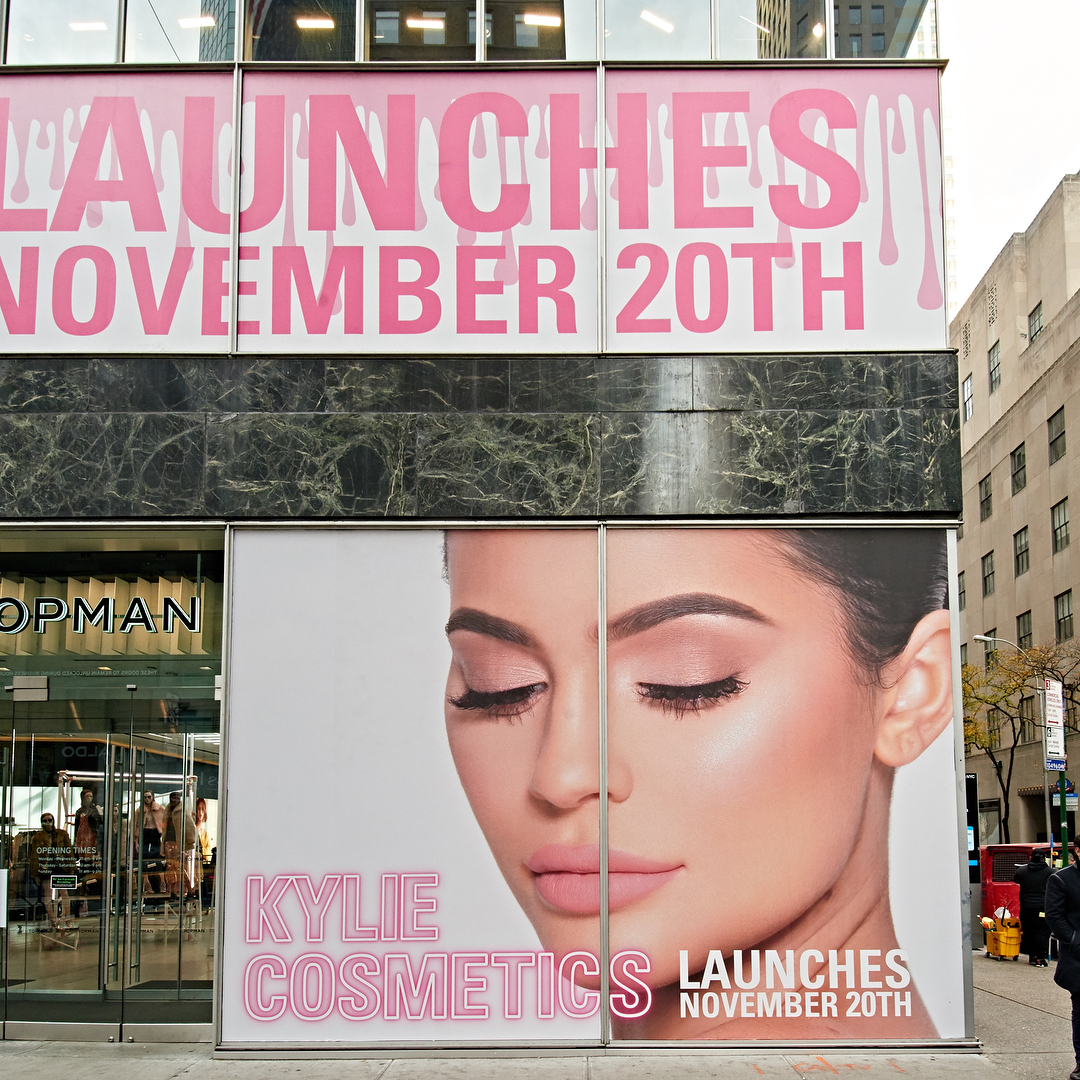 LAUNCHES
NOVEMBER 20TH
OPMAN
OPENING TIMES
KYLIE
COSMETICS
LAUNCHES
NOVEMBER 20TH